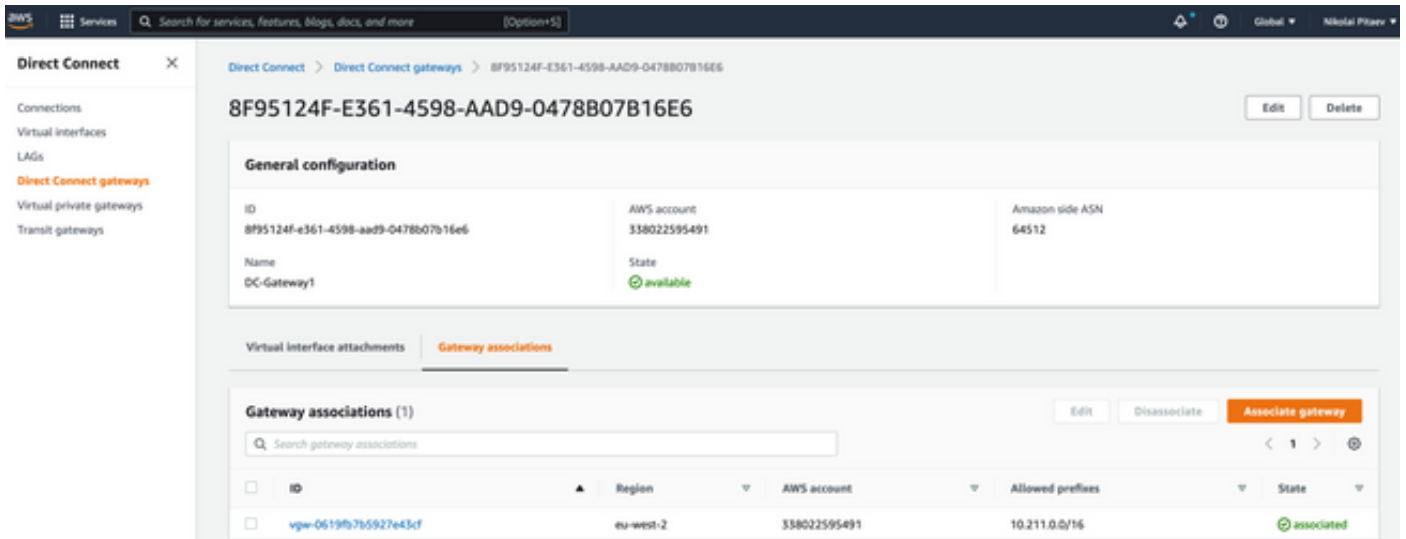 aws Services Search for services, features, blogs, docs, and more [Option+S] Global Nikolai Pitaev
Direct Connect
Connections
Virtual interfaces
LAGs
Direct Connect gateways
Virtual private gateways
Transit gateways
Direct Connect > Direct Connect gateways > 8F95124F-E361-4598-AAD9-0478B07B16E6
8F95124F-E361-4598-AAD9-0478B07B16E6 Edit Delete
General configuration
ID AWS account Amazon side ASN
8f95124f-e361-4598-aad9-0478b07b16e6 338022595491 64512
Name State
DC-Gateway1 available
Virtual interface attachments Gateway associations
Gateway associations (1) Edit Disassociate Associate gateway
Search gateway associations < 1 >
ID Region AWS account Allowed prefixes State
vgw-0619fb7b5927e43cf eu-west-2 338022595491 10.211.0.0/16 associated